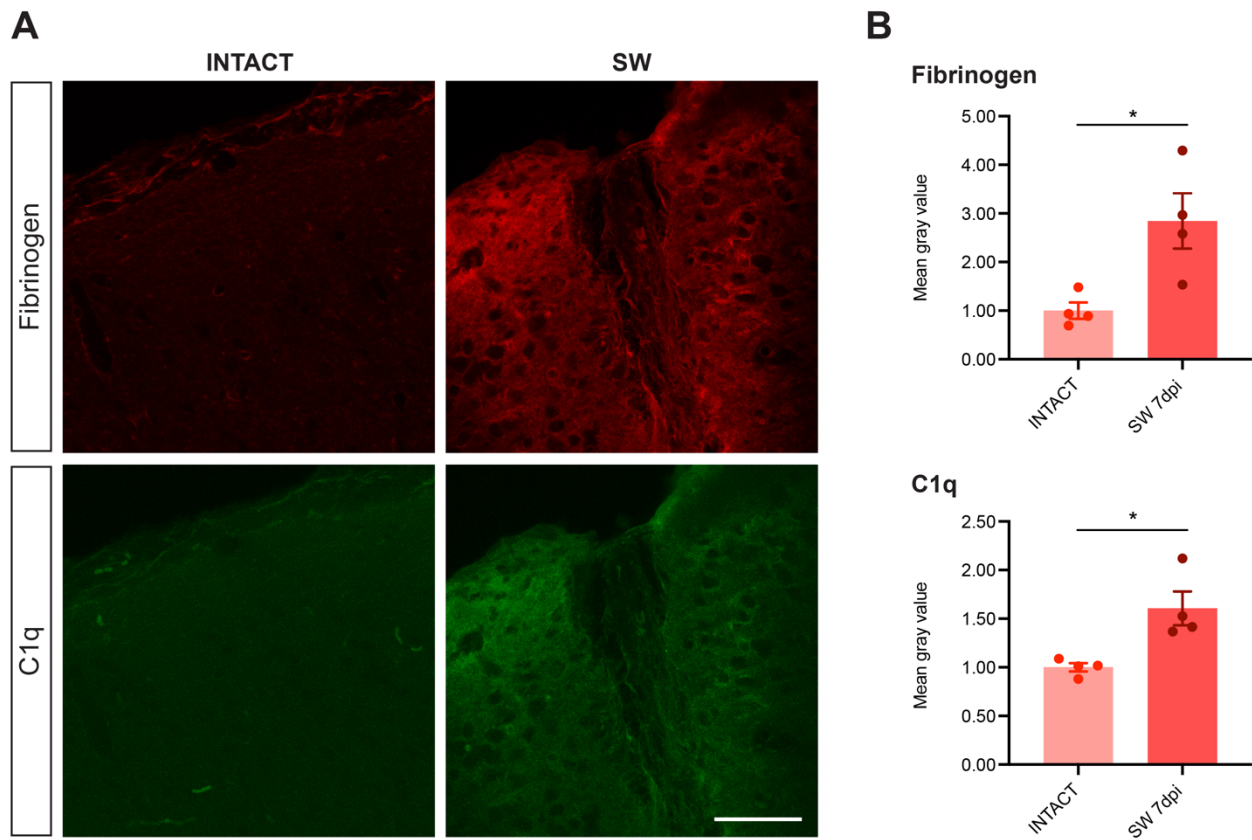 A
INTACT
SW
Fibrinogen
C1q
B
Fibrinogen
*
5.00
4.00
3.00
2.00
1.00
0.00
Mean gray value
INTACT
SW 7dpi
C1q
*
2.50
2.00
1.50
1.00
0.50
0.00
Mean gray value
INTACT
SW 7dpi